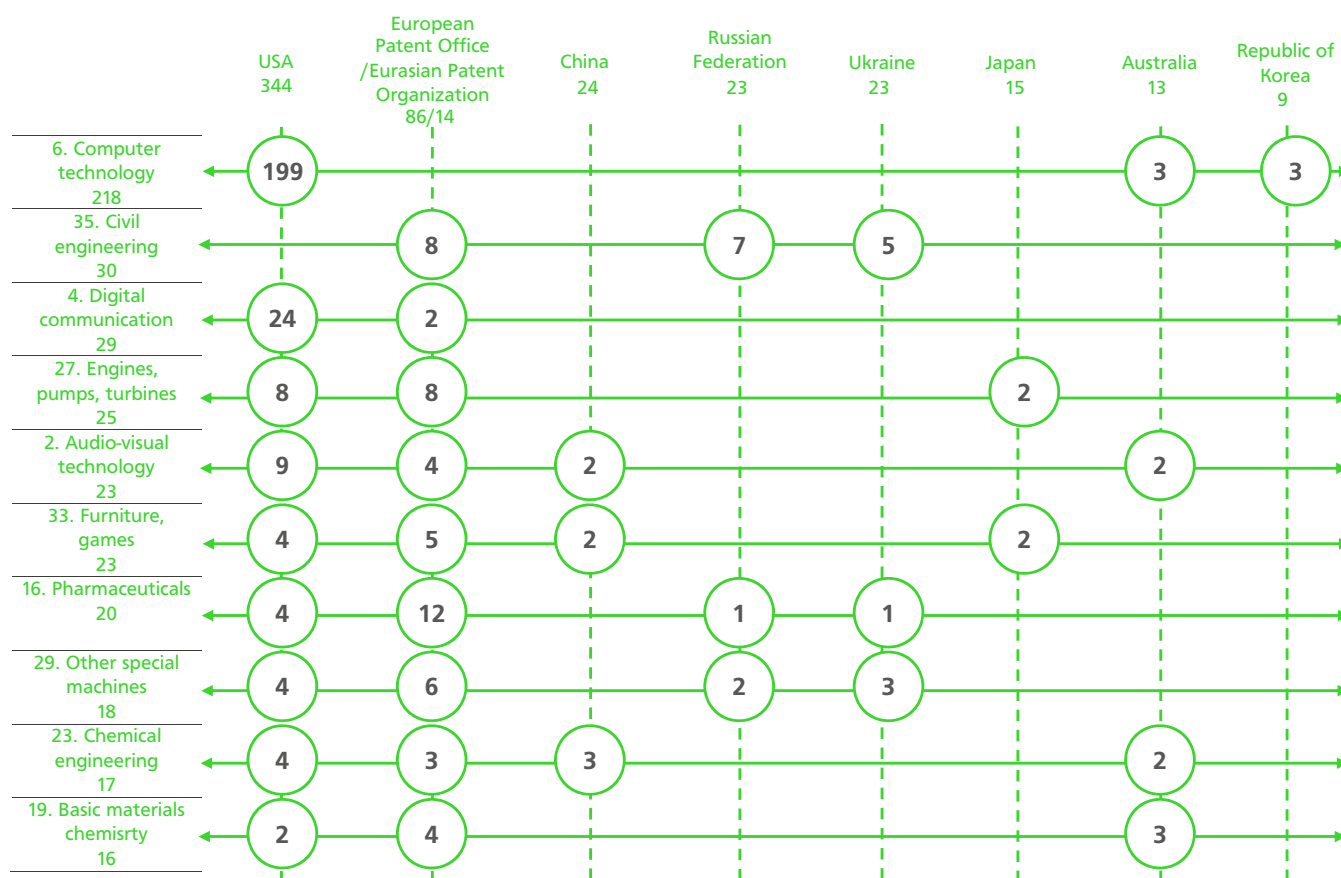 USA
344
European
Patent Office
/Eurasian Patent
Organization
86/14
China
24
Russian
Federation
23
Ukraine
23
Japan
15
Australia
13
Republic of
Korea
9
6. Computer
technology
218
199
3
3
35. Civil
engineering
30
8
7
5
4. Digital
communication
29
24
2
27. Engines,
pumps, turbines
25
8
8
2
2. Audio-visual
technology
23
9
4
2
2
33. Furniture,
games
23
4
5
2
2
16. Pharmaceuticals
20
4
12
1
1
29. Other special
machines
18
4
6
2
3
23. Chemical
engineering
17
4
3
3
2
19. Basic materials
chemisrty
16
2
4
3